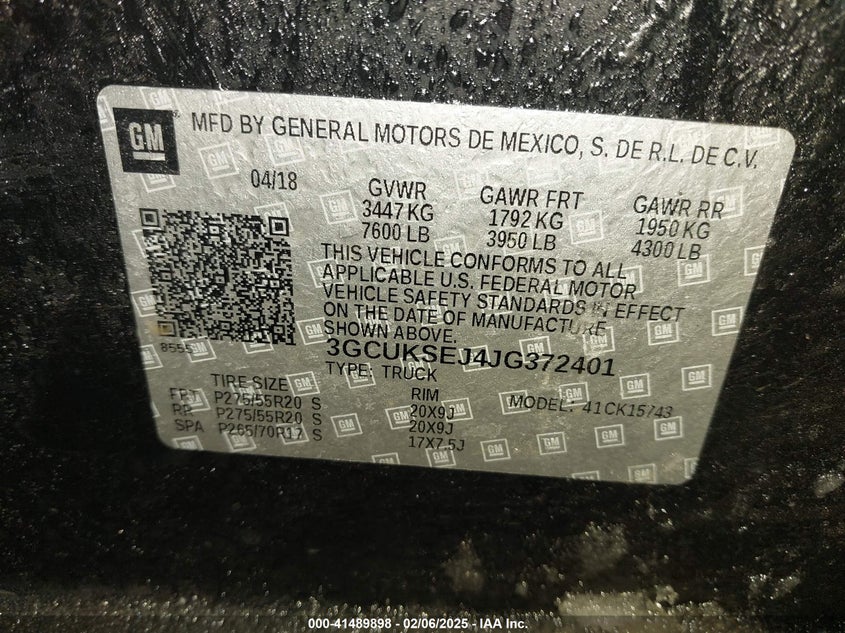 GM MFD BY GENERAL MOTORS DE MEXICO, S. DE R.L. DE C.V.
04/18 GVWR GAWR FRT GAWR RR
3447 KG 1792 KG 1950 KG
7600 LB 3950 LB 4300 LB
THIS VEHICLE CONFORMS TO ALL
APPLICABLE U.S. FEDERAL MOTOR
VEHICLE SAFETY STANDARDS IN EFFECT
ON THE DATE OF MANUFACTURE
SHOWN ABOVE.
8555
3GCUKSEJ4JG372401
TYPE: TRUCK
TIRE SIZE RIM MODEL: 41CK15743
FRT P275/55R20 S 20X9J
RR P275/55R20 S 20X9J
SPA P265/70R17 S 17X7.5J
000-41489898 - 02/06/2025 - IAA Inc.